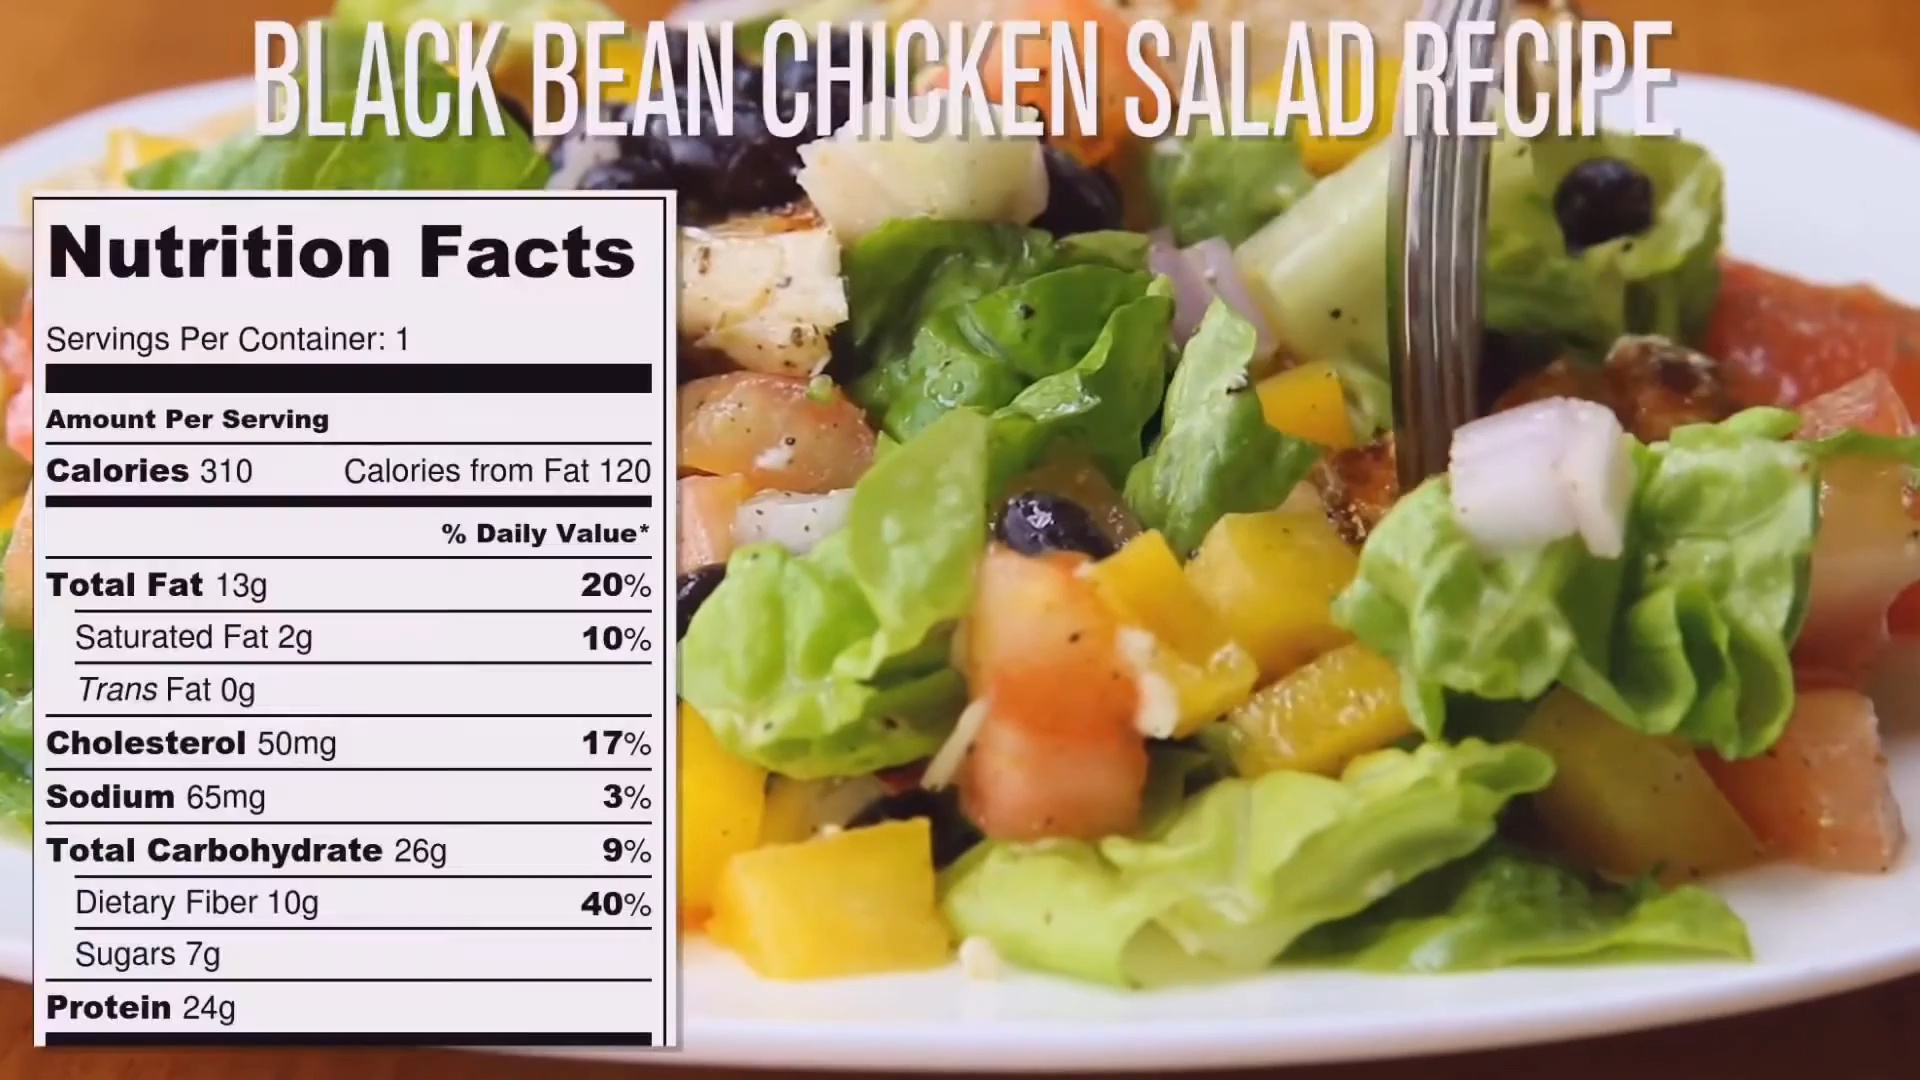 BLACK BEAN CHICKEN SALAD RECIPE
Nutrition Facts
Servings Per Container: 1
Amount Per Serving
Calories 310 Calories from Fat 120
% Daily Value*
Total Fat 13g 20%
Saturated Fat 2g 10%
Trans Fat 0g
Cholesterol 50mg 17%
Sodium 65mg 3%
Total Carbohydrate 26g 9%
Dietary Fiber 10g 40%
Sugars 7g
Protein 24g